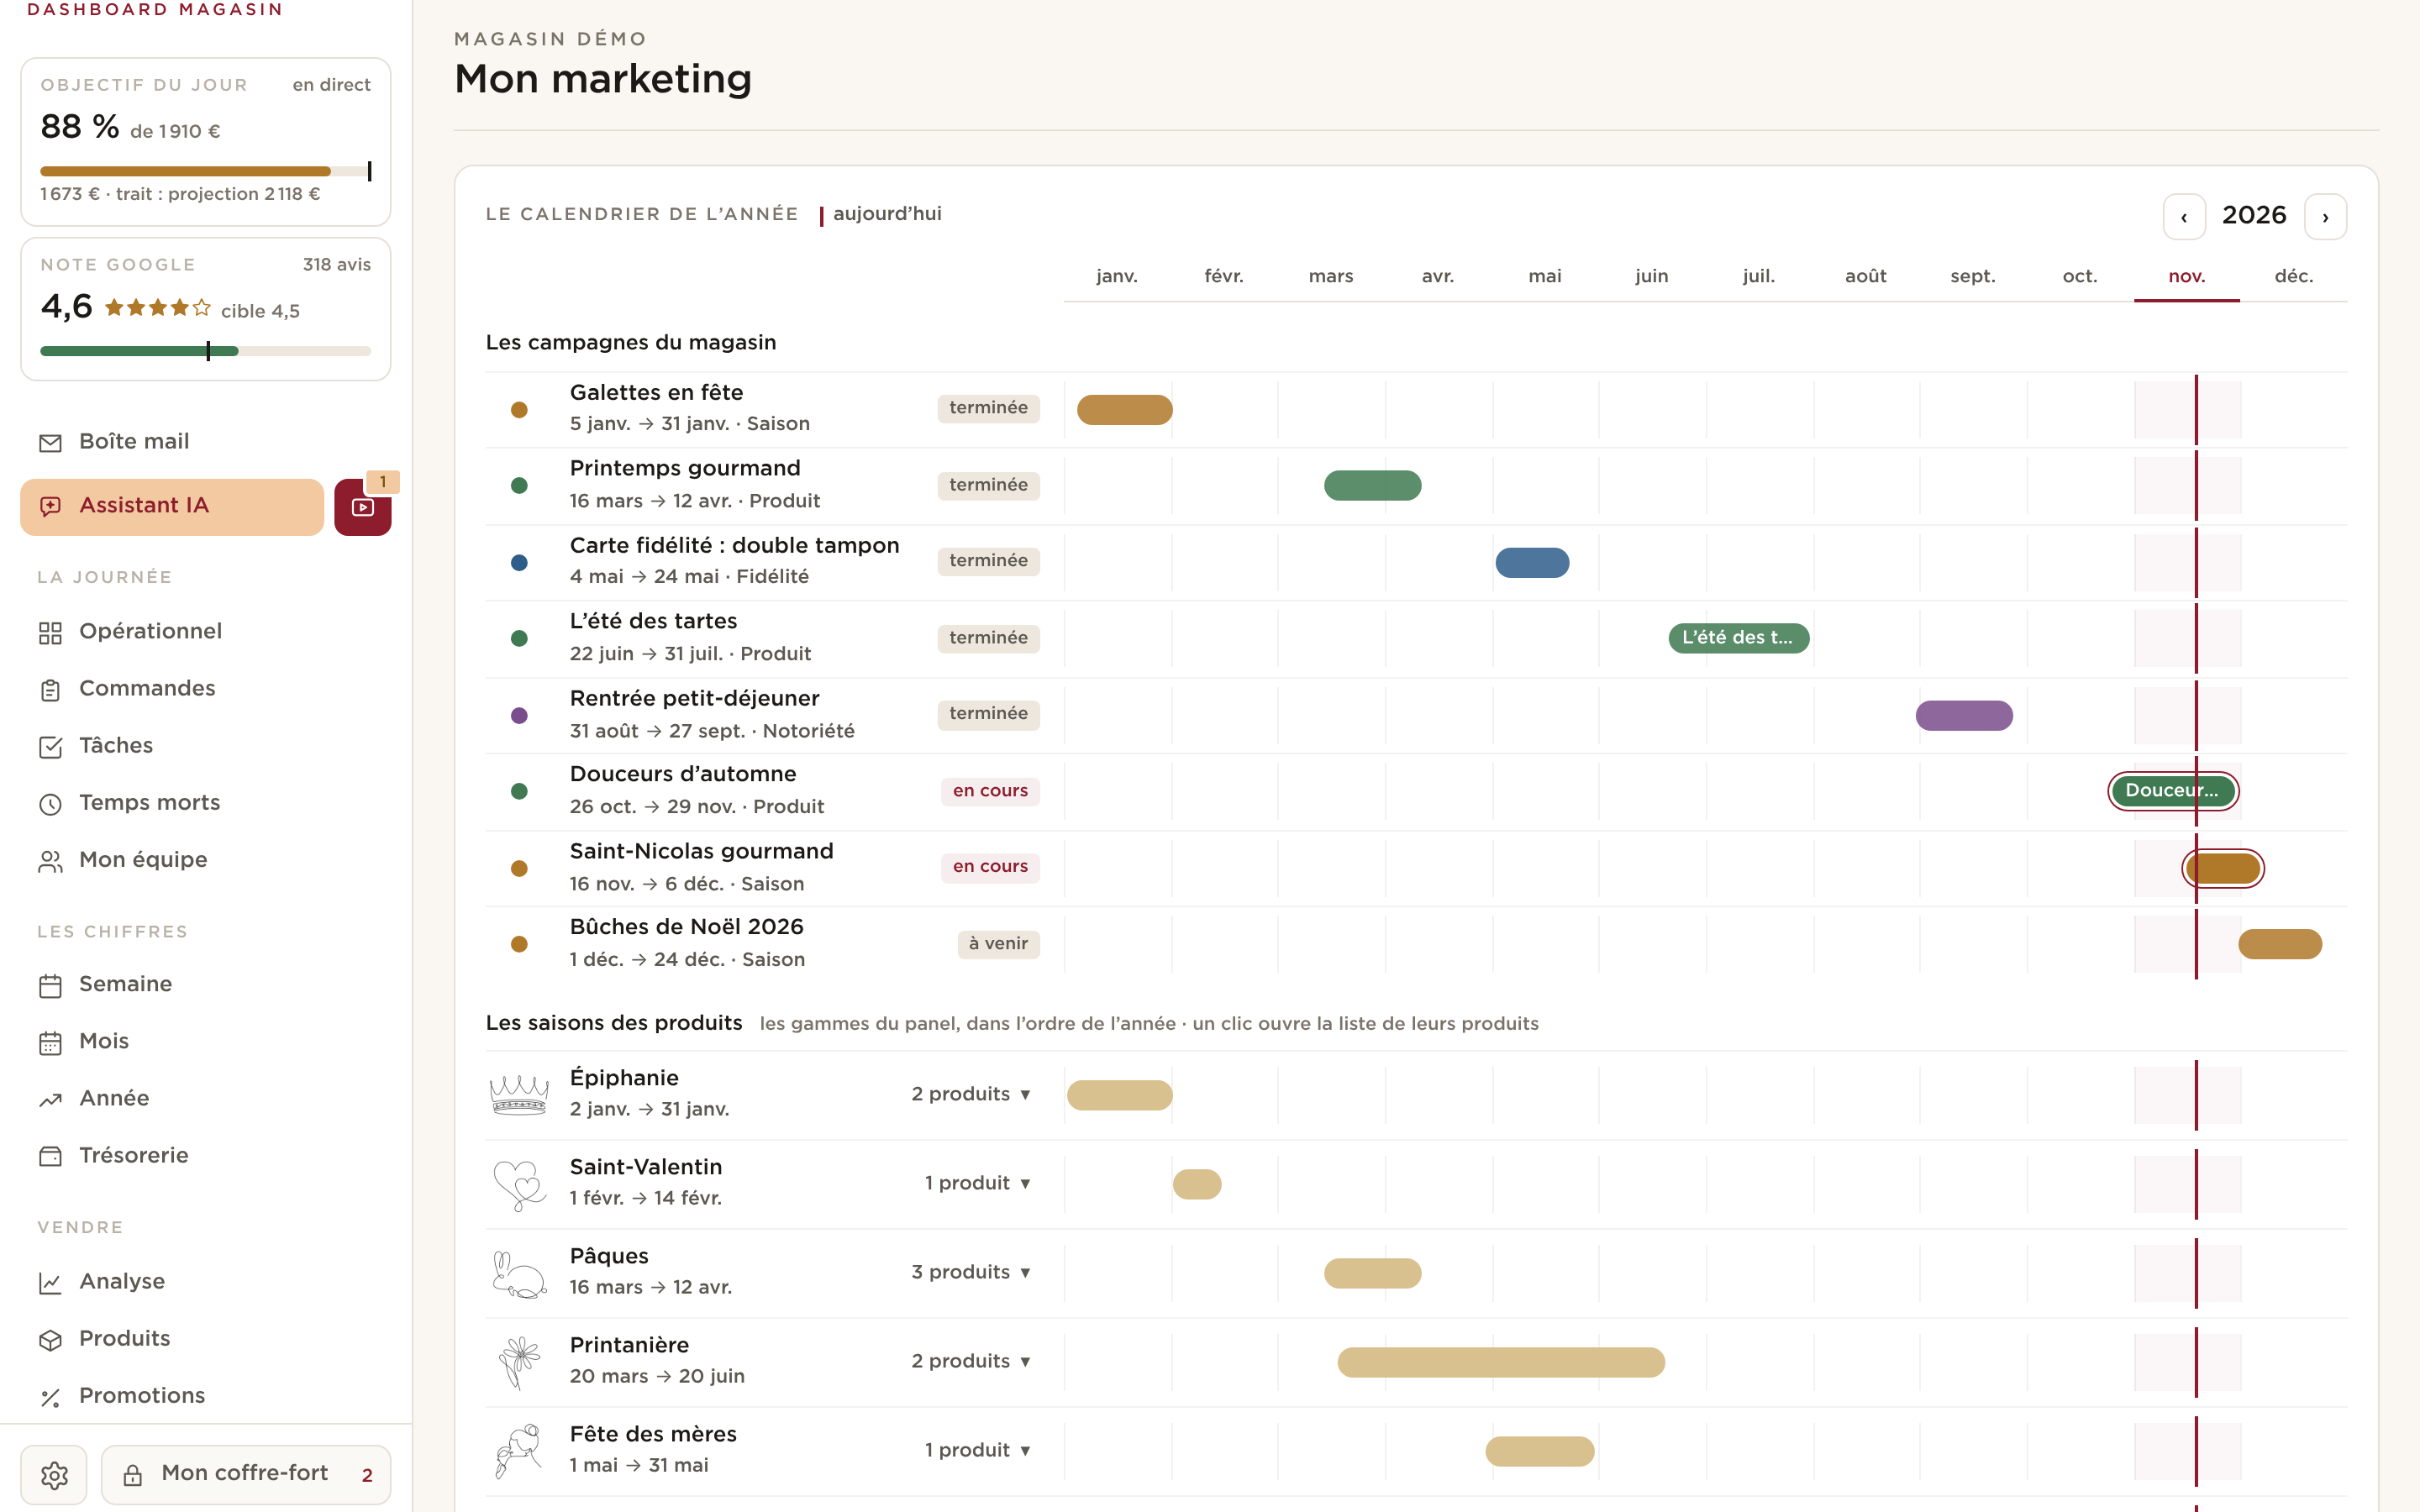 DASHBOARD MAGASIN
OBJECTIF DU JOUR en direct
88 % de 1 910 €
1 673 € · trait : projection 2 118 €
NOTE GOOGLE 318 avis
4,6 cible 4,5
Boîte mail
Assistant IA 1
LA JOURNÉE
Opérationnel
Commandes
Tâches
Temps morts
Mon équipe
LES CHIFFRES
Semaine
Mois
Année
Trésorerie
VENDRE
Analyse
Produits
Promotions
Mon coffre-fort 2
MAGASIN DÉMO
Mon marketing
LE CALENDRIER DE L’ANNÉE aujourd’hui ‹ 2026 ›
janv. févr. mars avr. mai juin juil. août sept. oct. nov. déc.
Les campagnes du magasin
Galettes en fête
5 janv. → 31 janv. · Saison
terminée
Printemps gourmand
16 mars → 12 avr. · Produit
terminée
Carte fidélité : double tampon
4 mai → 24 mai · Fidélité
terminée
L’été des tartes
22 juin → 31 juil. · Produit
terminée
L’été des t...
Rentrée petit-déjeuner
31 août → 27 sept. · Notoriété
terminée
Douceurs d’automne
26 oct. → 29 nov. · Produit
en cours
Douceur...
Saint-Nicolas gourmand
16 nov. → 6 déc. · Saison
en cours
Bûches de Noël 2026
1 déc. → 24 déc. · Saison
à venir
Les saisons des produits les gammes du panel, dans l’ordre de l’année · un clic ouvre la liste de leurs produits
Épiphanie
2 janv. → 31 janv.
2 produits ▾
Saint-Valentin
1 févr. → 14 févr.
1 produit ▾
Pâques
16 mars → 12 avr.
3 produits ▾
Printanière
20 mars → 20 juin
2 produits ▾
Fête des mères
1 mai → 31 mai
1 produit ▾